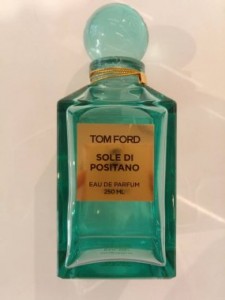 TOM FORD
SOLE DI
POSITANO
EAU DE PARFUM
250 ML